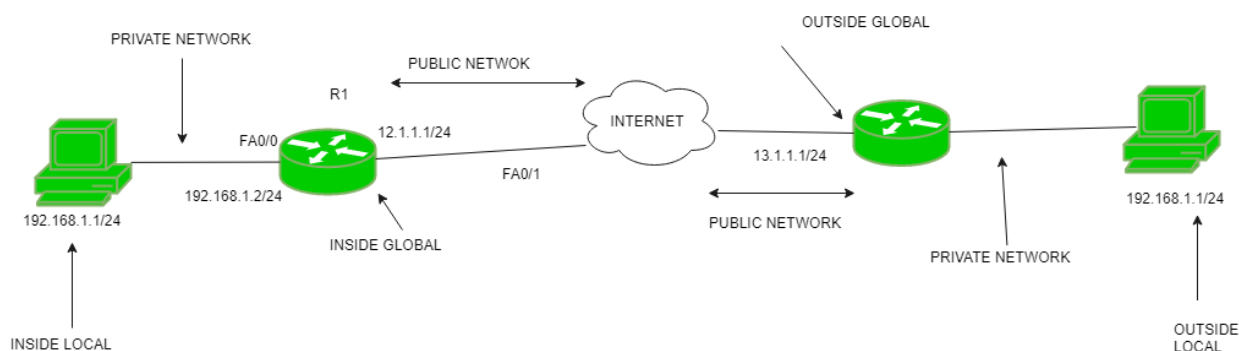 OUTSIDE GLOBAL
PRIVATE NETWORK
PUBLIC NETWOK
R1
INTERNET
12.1.1.1/24
FA0/0
13.1.1.1/24
FA0/1
192.168.1.2/24
192.168.1.1/24
192.168.1.1/24
PUBLIC NETWORK
INSIDE GLOBAL
PRIVATE NETWORK
INSIDE LOCAL
OUTSIDE
LOCAL